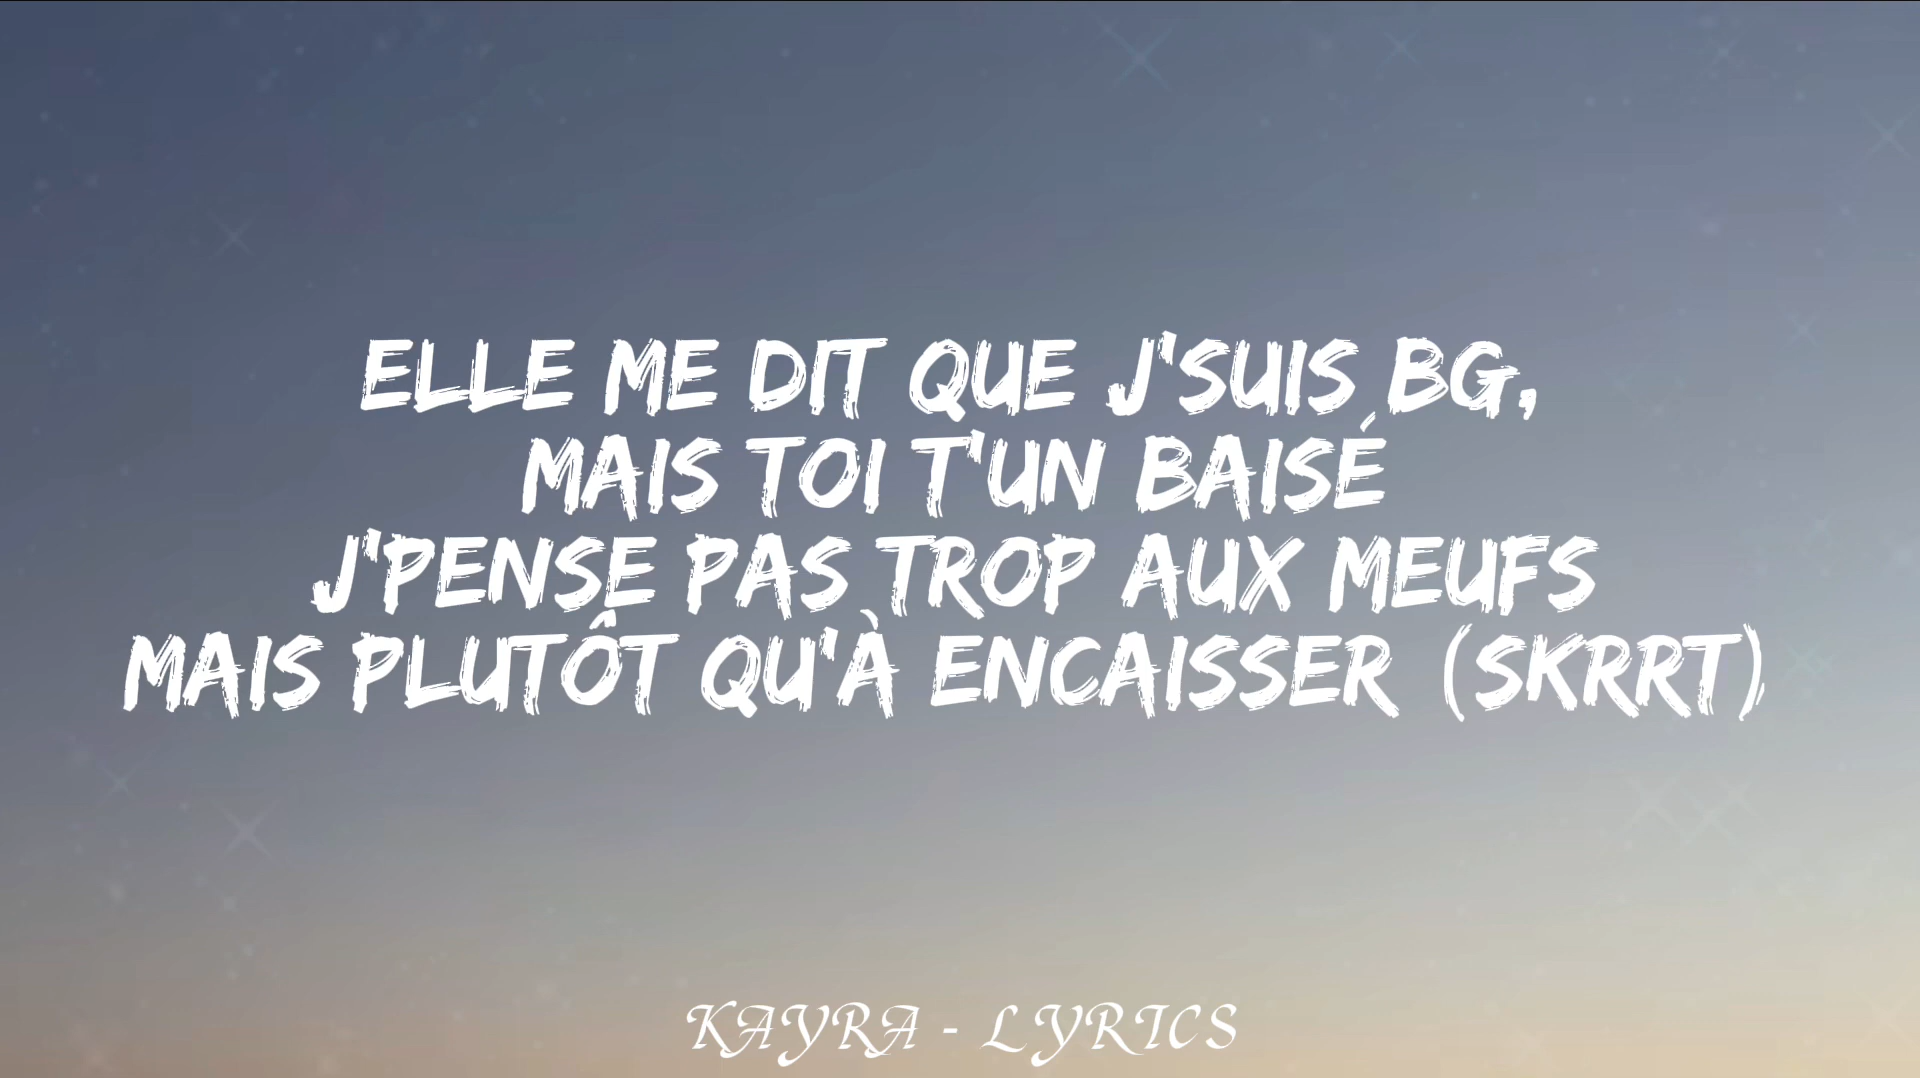 ELLE ME DIT QUE J'SUIS BG,
MAIS TOI T'UN BAISÉ
J'PENSE PAS TROP AUX MEUFS
MAIS PLUTÔT QU'À ENCAISSER (SKRRT)
KAYRA - LYRICS